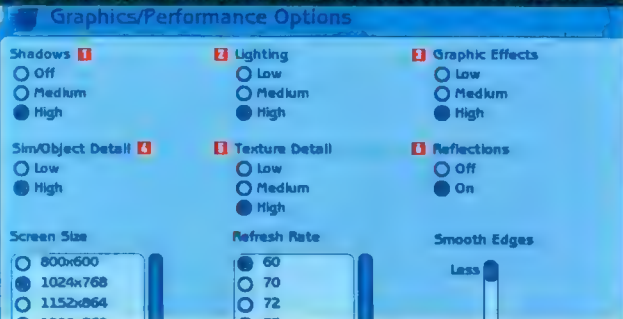 Graphics/Performance Options
Shadows 1
Off
Medium
High
2 Lighting
Low
Medium
High
3 Graphic Effects
Low
Medium
High
Sim/Object Detail 4
Low
High
5 Texture Detail
Low
Medium
High
6 Reflections
Off
On
Screen Size
800x600
1024x768
1152x864
Refresh Rate
60
70
72
Smooth Edges
Less